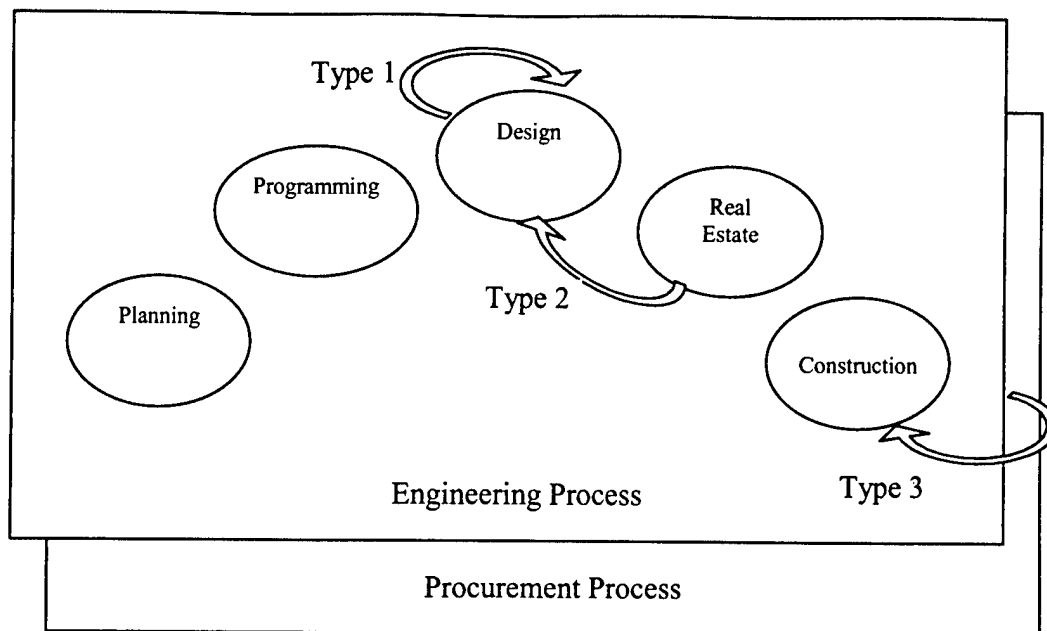 Type 1
Design
Programming
Real
Estate
Type 2
Planning
Construction
Type 3
Engineering Process
Procurement Process